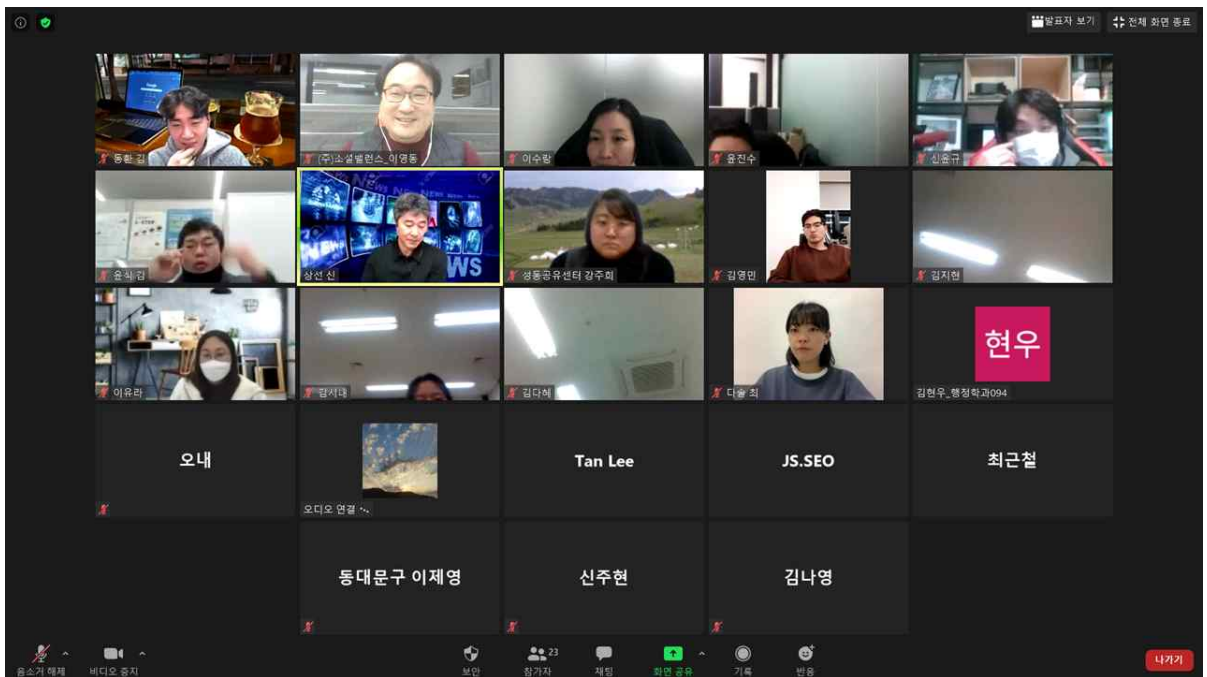 발표자 보기
전체 화면 종료
동환 김
(주)소셜밸런스_이영동
이수람
윤진수
신윤규
윤식 김
NEWS
상선 신
성동공유센터 강주희
김영민
김지현
이유라
김시내
김다혜
다솔 최
현우
김현우_행정학과094
오내
오디오 연결
Tan Lee
JS.SEO
최근철
동대문구 이제영
신주현
김나영
음소거 해제
비디오 중지
보안
23
참가자
채팅
화면 공유
기록
반응
나가기